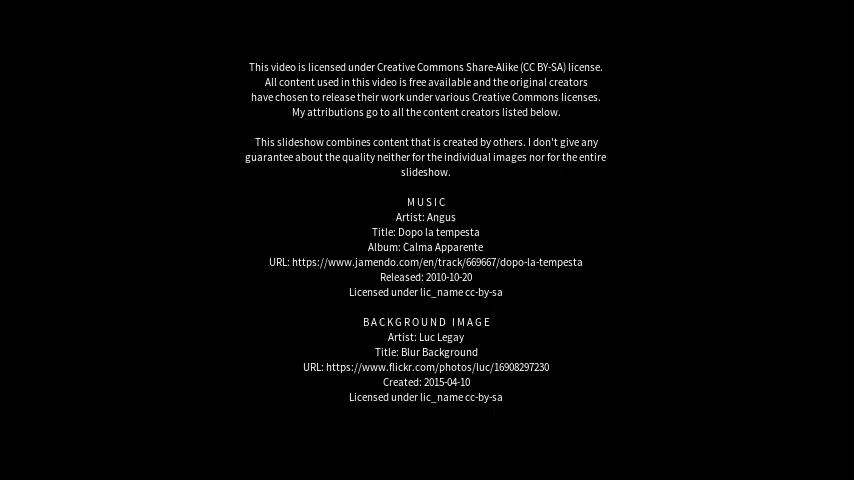 This video is licensed under Creative Commons Share-Alike (CC BY-SA) license.
All content used in this video is free available and the original creators
have chosen to release their work under various Creative Commons licenses.
My attributions go to all the content creators listed below.
This slideshow combines content that is created by others. I don't give any
guarantee about the quality neither for the individual images nor for the entire
slideshow.
MUSIC
Artist: Angus
Title: Dopo la tempesta
Album: Calma Apparente
URL: https://www.jamendo.com/en/track/669667/dopo-la-tempesta
Released: 2010-10-20
Licensed under lic_name cc-by-sa
BACKGROUND IMAGE
Artist: Luc Legay
Title: Blur Background
URL: https://www.flickr.com/photos/luc/16908297230
Created: 2015-04-10
Licensed under lic_name cc-by-sa